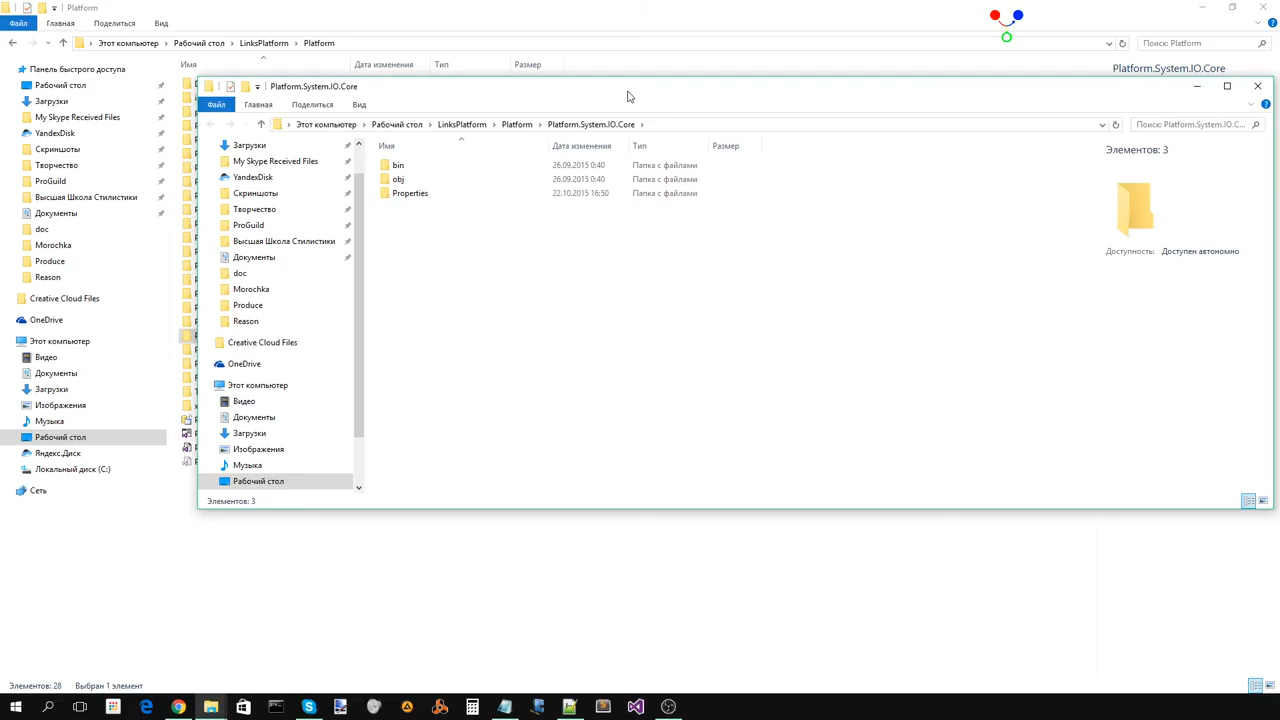 Platform
Файл Главная Поделиться Вид
Этот компьютер Рабочий стол LinksPlatform Platform
Поиск: Platform
Имя Дата изменения Тип Размер
Platform.System.IO.Core
Панель быстрого доступа
Рабочий стол
Загрузки
My Skype Received Files
YandexDisk
Скриншоты
Творчество
ProGuild
Высшая Школа Стилистики
Документы
doc
Morochka
Produce
Reason
Creative Cloud Files
OneDrive
Этот компьютер
Видео
Документы
Загрузки
Изображения
Музыка
Рабочий стол
Яндекс.Диск
Локальный диск (C:)
Сеть
Platform.System.IO.Core
Файл Главная Поделиться Вид
Этот компьютер Рабочий стол LinksPlatform Platform Platform.System.IO.Core
Поиск: Platform.System.IO.C...
Загрузки
My Skype Received Files
YandexDisk
Скриншоты
Творчество
ProGuild
Высшая Школа Стилистики
Документы
doc
Morochka
Produce
Reason
Creative Cloud Files
OneDrive
Этот компьютер
Видео
Документы
Загрузки
Изображения
Музыка
Рабочий стол
Имя Дата изменения Тип Размер
bin 26.09.2015 0:40 Папка с файлами
obj 26.09.2015 0:40 Папка с файлами
Properties 22.10.2015 16:50 Папка с файлами
Элементов: 3
Доступность: Доступен автономно
Элементов: 3
Элементов: 28 Выбран 1 элемент